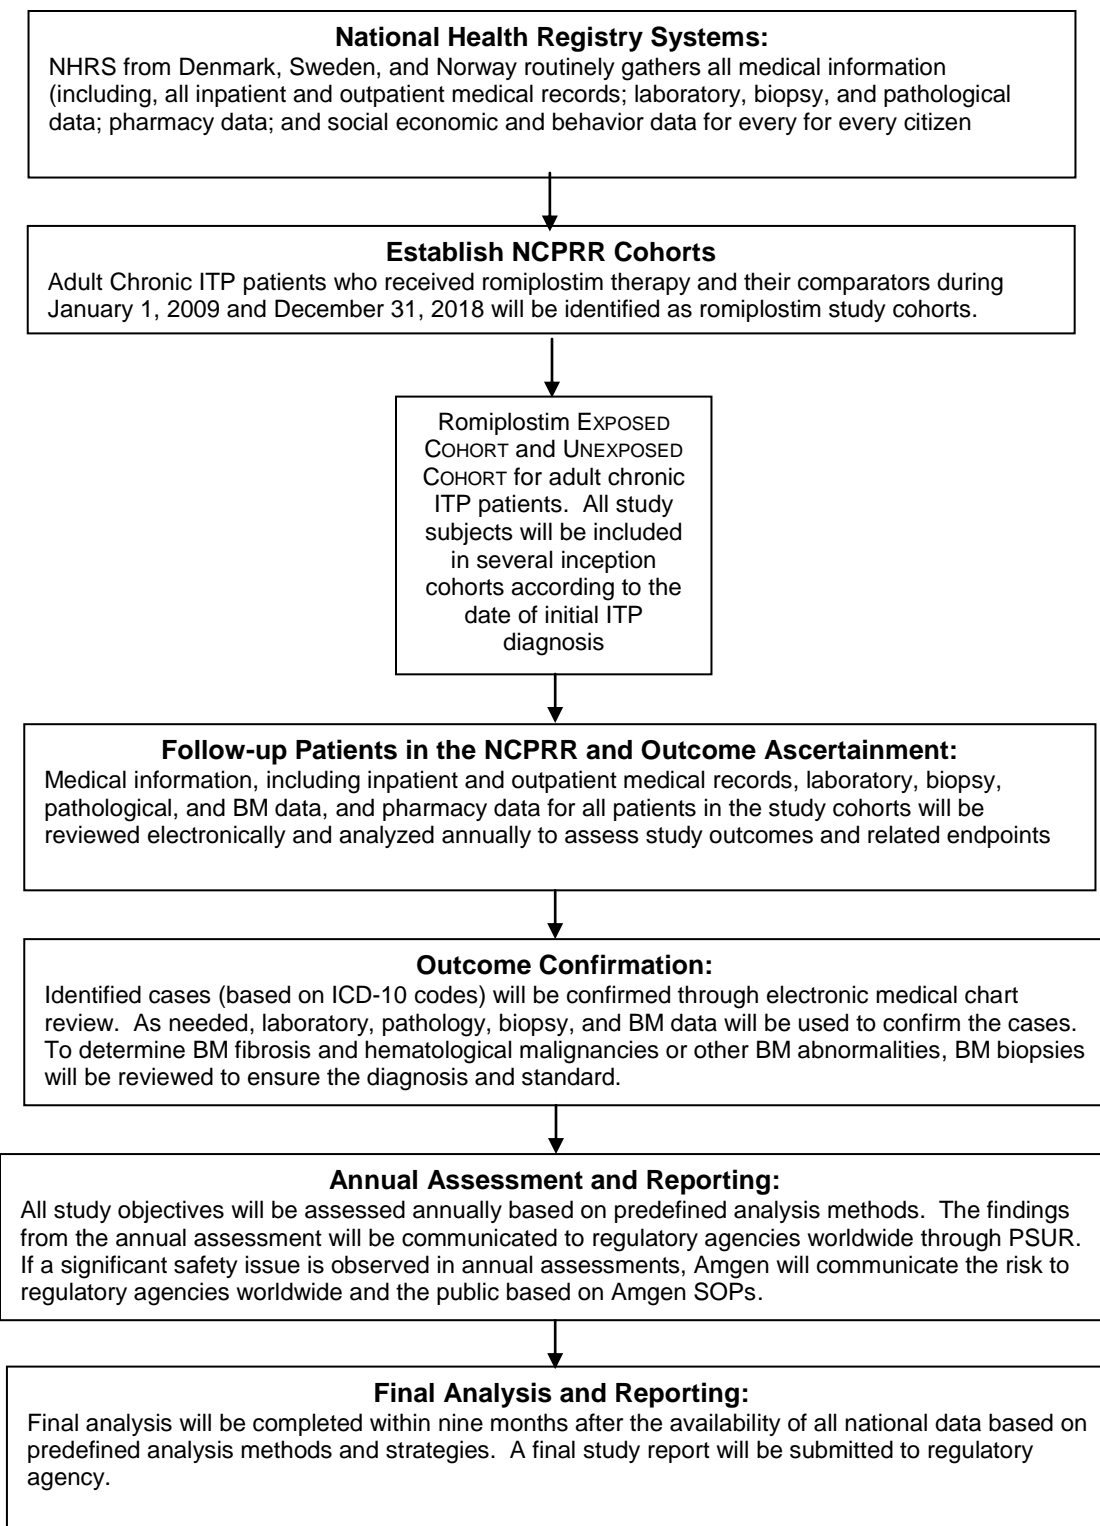 National Health Registry Systems:
NHRS from Denmark, Sweden, and Norway routinely gathers all medical information
(including, all inpatient and outpatient medical records; laboratory, biopsy, and pathological
data; pharmacy data; and social economic and behavior data for every for every citizen
Establish NCPRR Cohorts
Adult Chronic ITP patients who received romiplostim therapy and their comparators during
January 1, 2009 and December 31, 2018 will be identified as romiplostim study cohorts.
Romiplostim EXPOSED
COHORT and UNEXPOSED
COHORT for adult chronic
ITP patients. All study
subjects will be included
in several inception
cohorts according to the
date of initial ITP
diagnosis
Follow-up Patients in the NCPRR and Outcome Ascertainment:
Medical information, including inpatient and outpatient medical records, laboratory, biopsy,
pathological, and BM data, and pharmacy data for all patients in the study cohorts will be
reviewed electronically and analyzed annually to assess study outcomes and related endpoints
Outcome Confirmation:
Identified cases (based on ICD-10 codes) will be confirmed through electronic medical chart
review. As needed, laboratory, pathology, biopsy, and BM data will be used to confirm the cases.
To determine BM fibrosis and hematological malignancies or other BM abnormalities, BM biopsies
will be reviewed to ensure the diagnosis and standard.
Annual Assessment and Reporting:
All study objectives will be assessed annually based on predefined analysis methods. The findings
from the annual assessment will be communicated to regulatory agencies worldwide through PSUR.
If a significant safety issue is observed in annual assessments, Amgen will communicate the risk to
regulatory agencies worldwide and the public based on Amgen SOPs.
Final Analysis and Reporting:
Final analysis will be completed within nine months after the availability of all national data based on
predefined analysis methods and strategies. A final study report will be submitted to regulatory
agency.